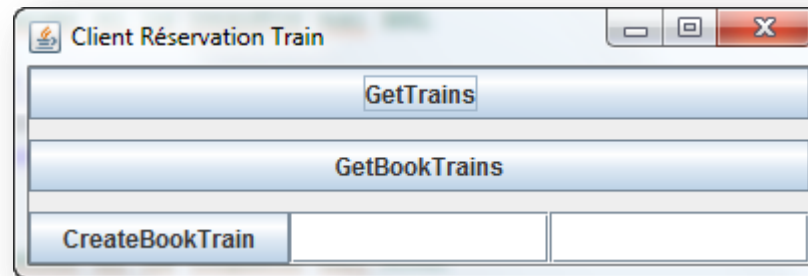 Client Réservation Train
GetTrains
GetBookTrains
CreateBookTrain